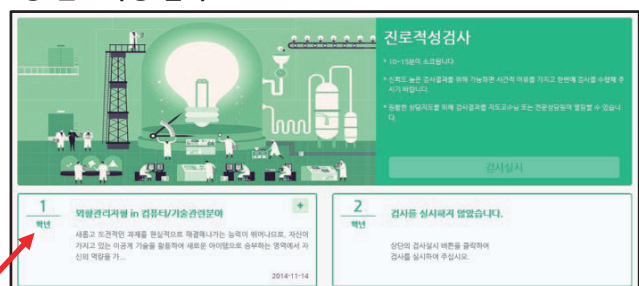 진로적성검사
* 10~15분이 소요됩니다
* 신뢰도 높은 검사결과를 위해 가능하면 시간적 여유를 가지고 한번에 검사를 수행해 주
시기 바랍니다.
* 원활한 상담지도를 위해 검사결과를 지도교수님 또는 전문상담원이 열람할 수 있습니
다.
검사실시
1
학년
외향관리자형 in 컴퓨터/기술관련분야
+
새롭고 도전적인 과제를 현실적으로 해결해나가는 능력이 뛰어나므로, 자신이
가지고 있는 이공계 기술을 활용하여 새로운 아이템으로 승부하는 영역에서 자
신의 역량을 가...
2014-11-14
2
학년
검사를 실시하지 않았습니다.
상단의 검사실시 버튼을 클릭하여
검사를 실시하여 주십시오.